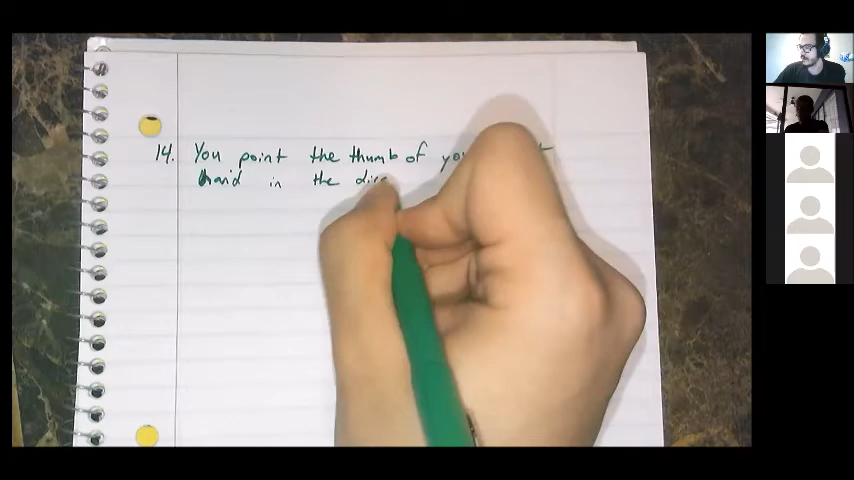 14. You point the thumb of
hand in the